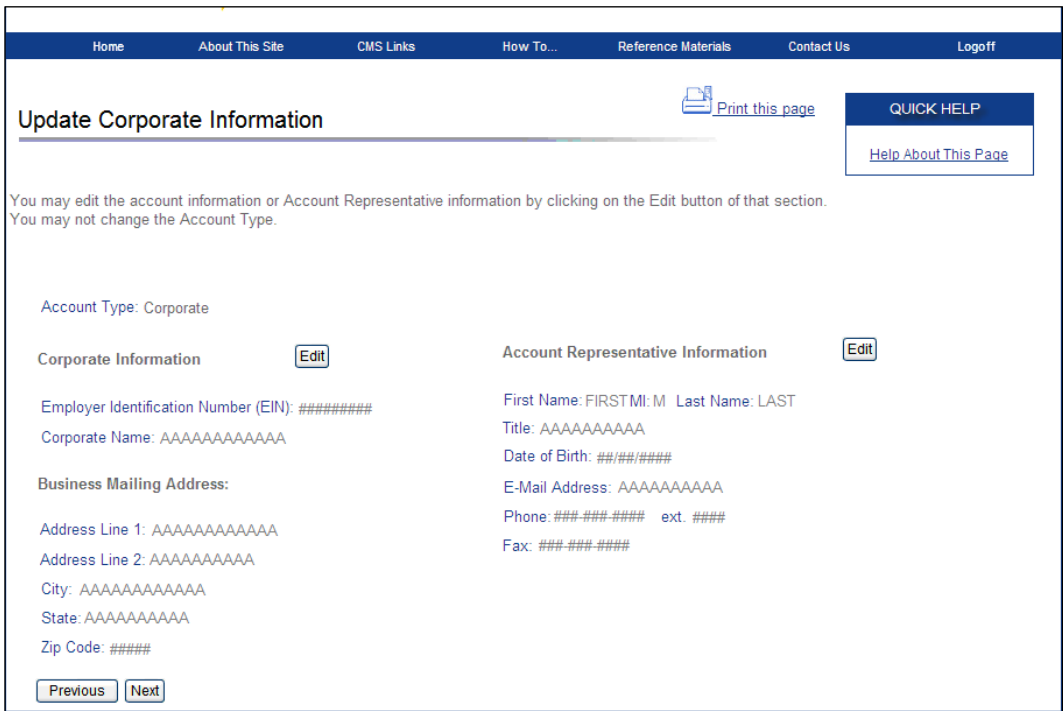 Home About This Site CMS Links How To... Reference Materials Contact Us Logoff
Update Corporate Information
Print this page
QUICK HELP
Help About This Page
You may edit the account information or Account Representative information by clicking on the Edit button of that section.
You may not change the Account Type.
Account Type: Corporate
Corporate Information Edit
Employer Identification Number (EIN): #########
Corporate Name: AAAAAAAAAAAA
Business Mailing Address:
Address Line 1: AAAAAAAAAAAA
Address Line 2: AAAAAAAAAA
City: AAAAAAAAAAAA
State: AAAAAAAAAA
Zip Code: #####
Account Representative Information Edit
First Name: FIRST MI: M Last Name: LAST
Title: AAAAAAAAAA
Date of Birth: ##/##/####
E-Mail Address: AAAAAAAAAA
Phone: ###-###-#### ext. ####
Fax: ###-###-####
Previous Next